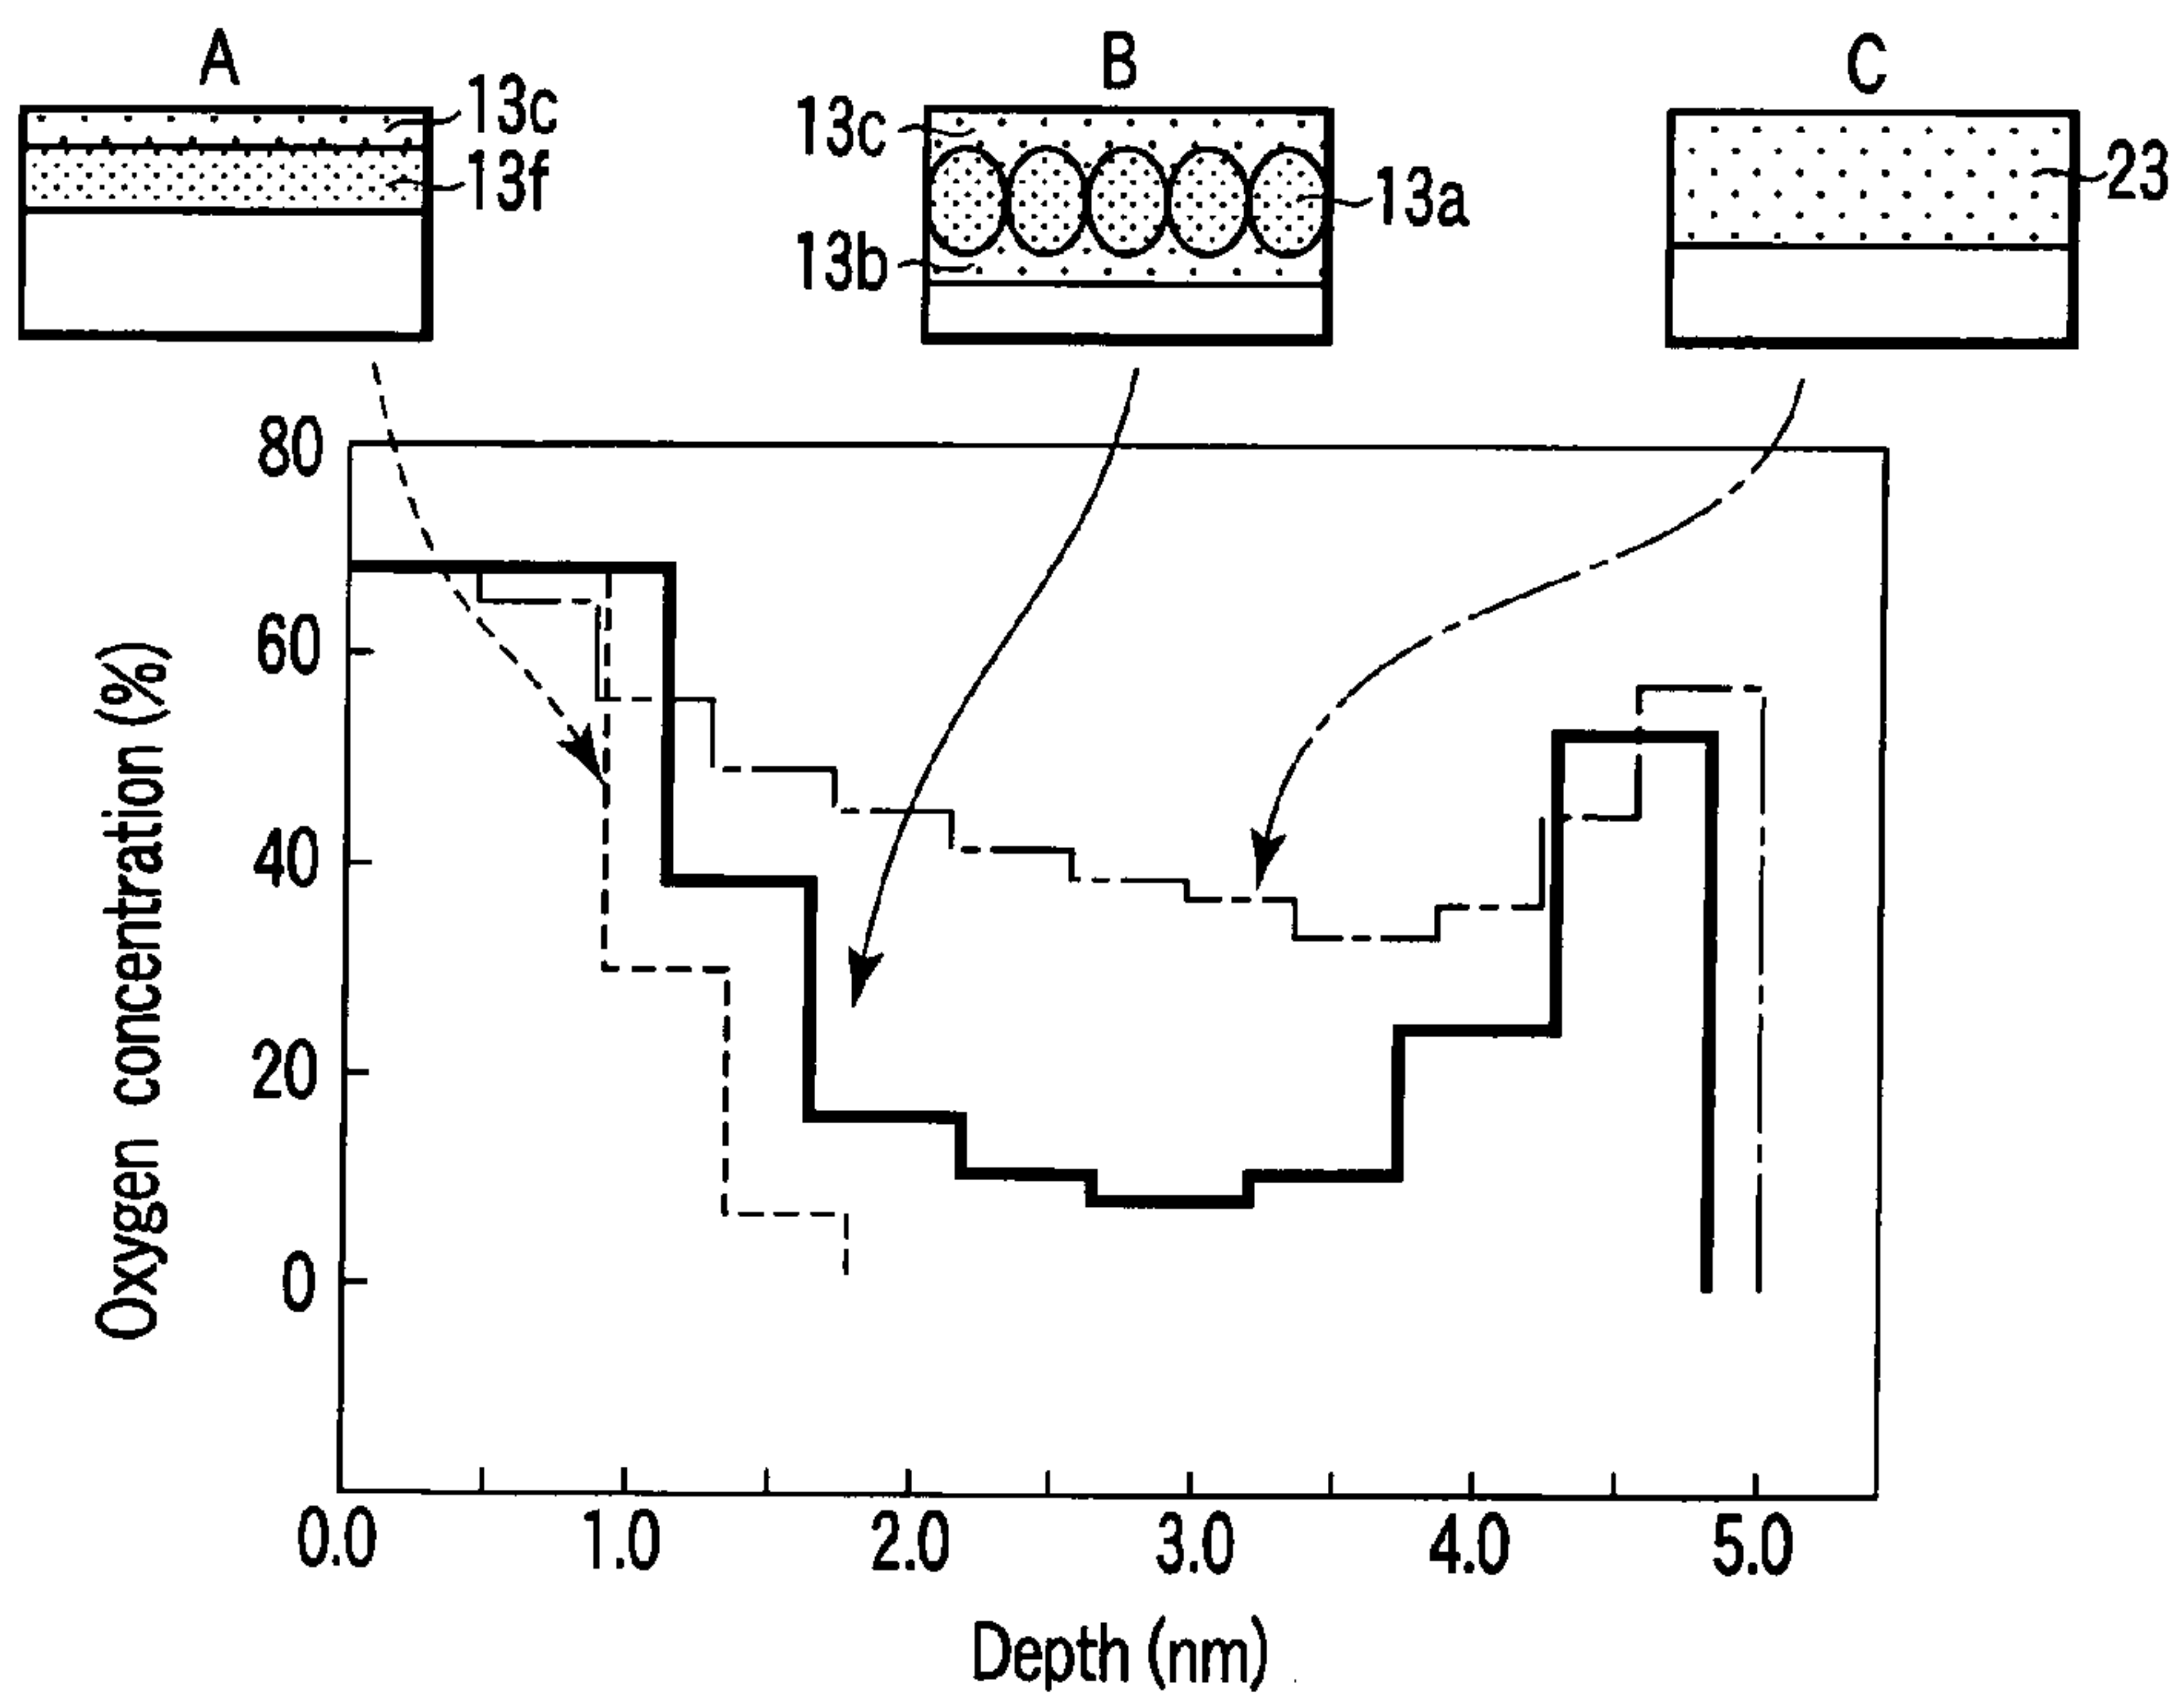 A
B
C
13c
13f
13c
13a
13b
23
80
60
40
20
0
Oxygen concentration (%)
0.0
1.0
2.0
3.0
4.0
5.0
Depth (nm)